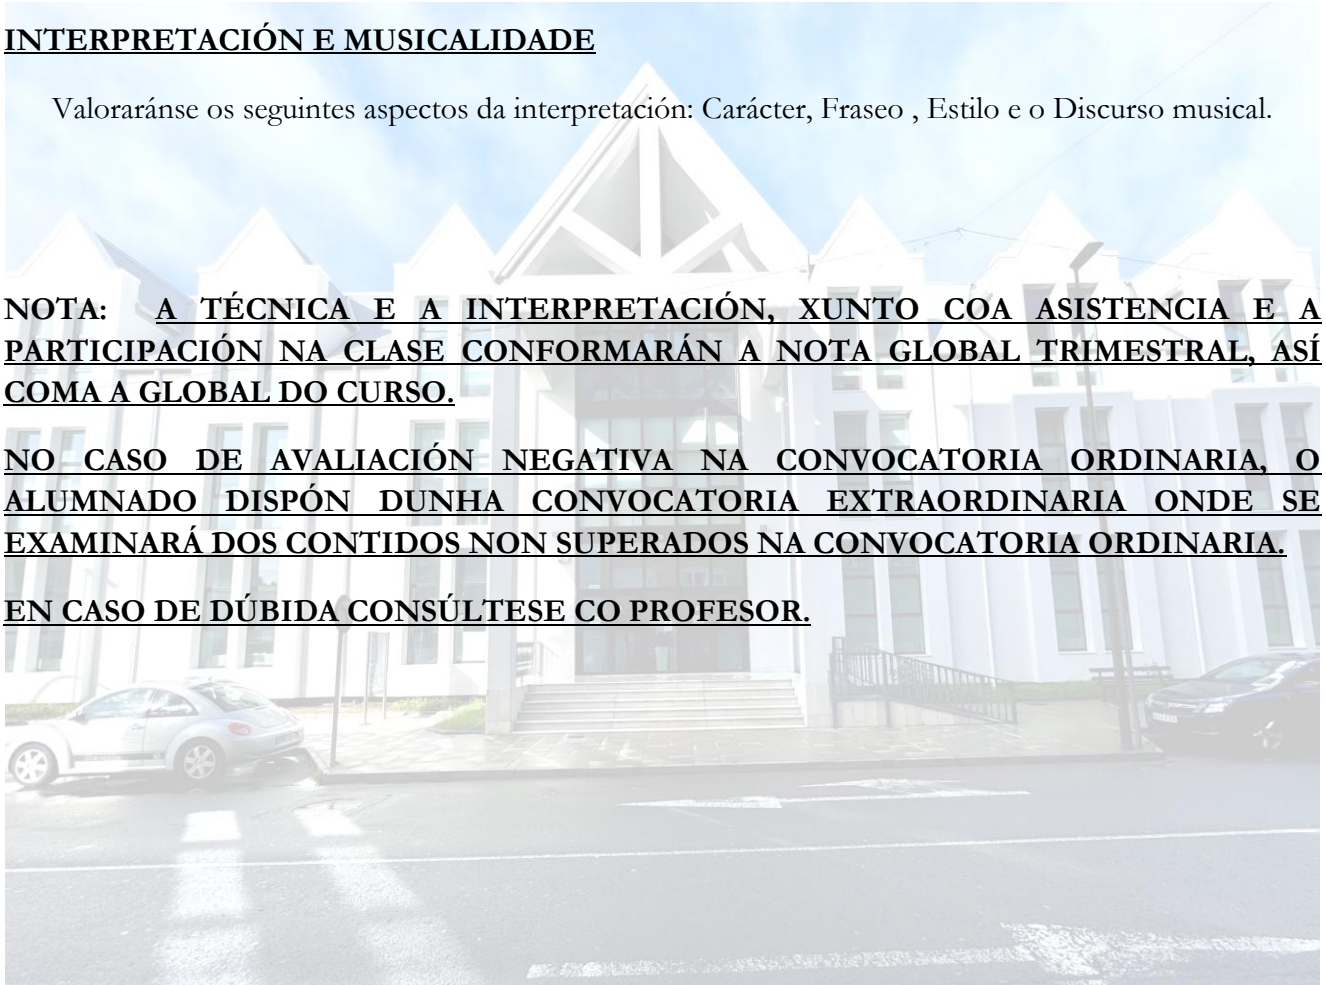 INTERPRETACIÓN E MUSICALIDADE
Valoraránse os seguintes aspectos da interpretación: Carácter, Fraseo , Estilo e o Discurso musical.
NOTA: A TÉCNICA E A INTERPRETACIÓN, XUNTO COA ASISTENCIA E A
PARTICIPACIÓN NA CLASE CONFORMARÁN A NOTA GLOBAL TRIMESTRAL, ASÍ
COMA A GLOBAL DO CURSO.
NO CASO DE AVALIACIÓN NEGATIVA NA CONVOCATORIA ORDINARIA, O
ALUMNADO DISPÓN DUNHA CONVOCATORIA EXTRAORDINARIA ONDE SE
EXAMINARÁ DOS CONTIDOS NON SUPERADOS NA CONVOCATORIA ORDINARIA.
EN CASO DE DÚBIDA CONSÚLTESE CO PROFESOR.